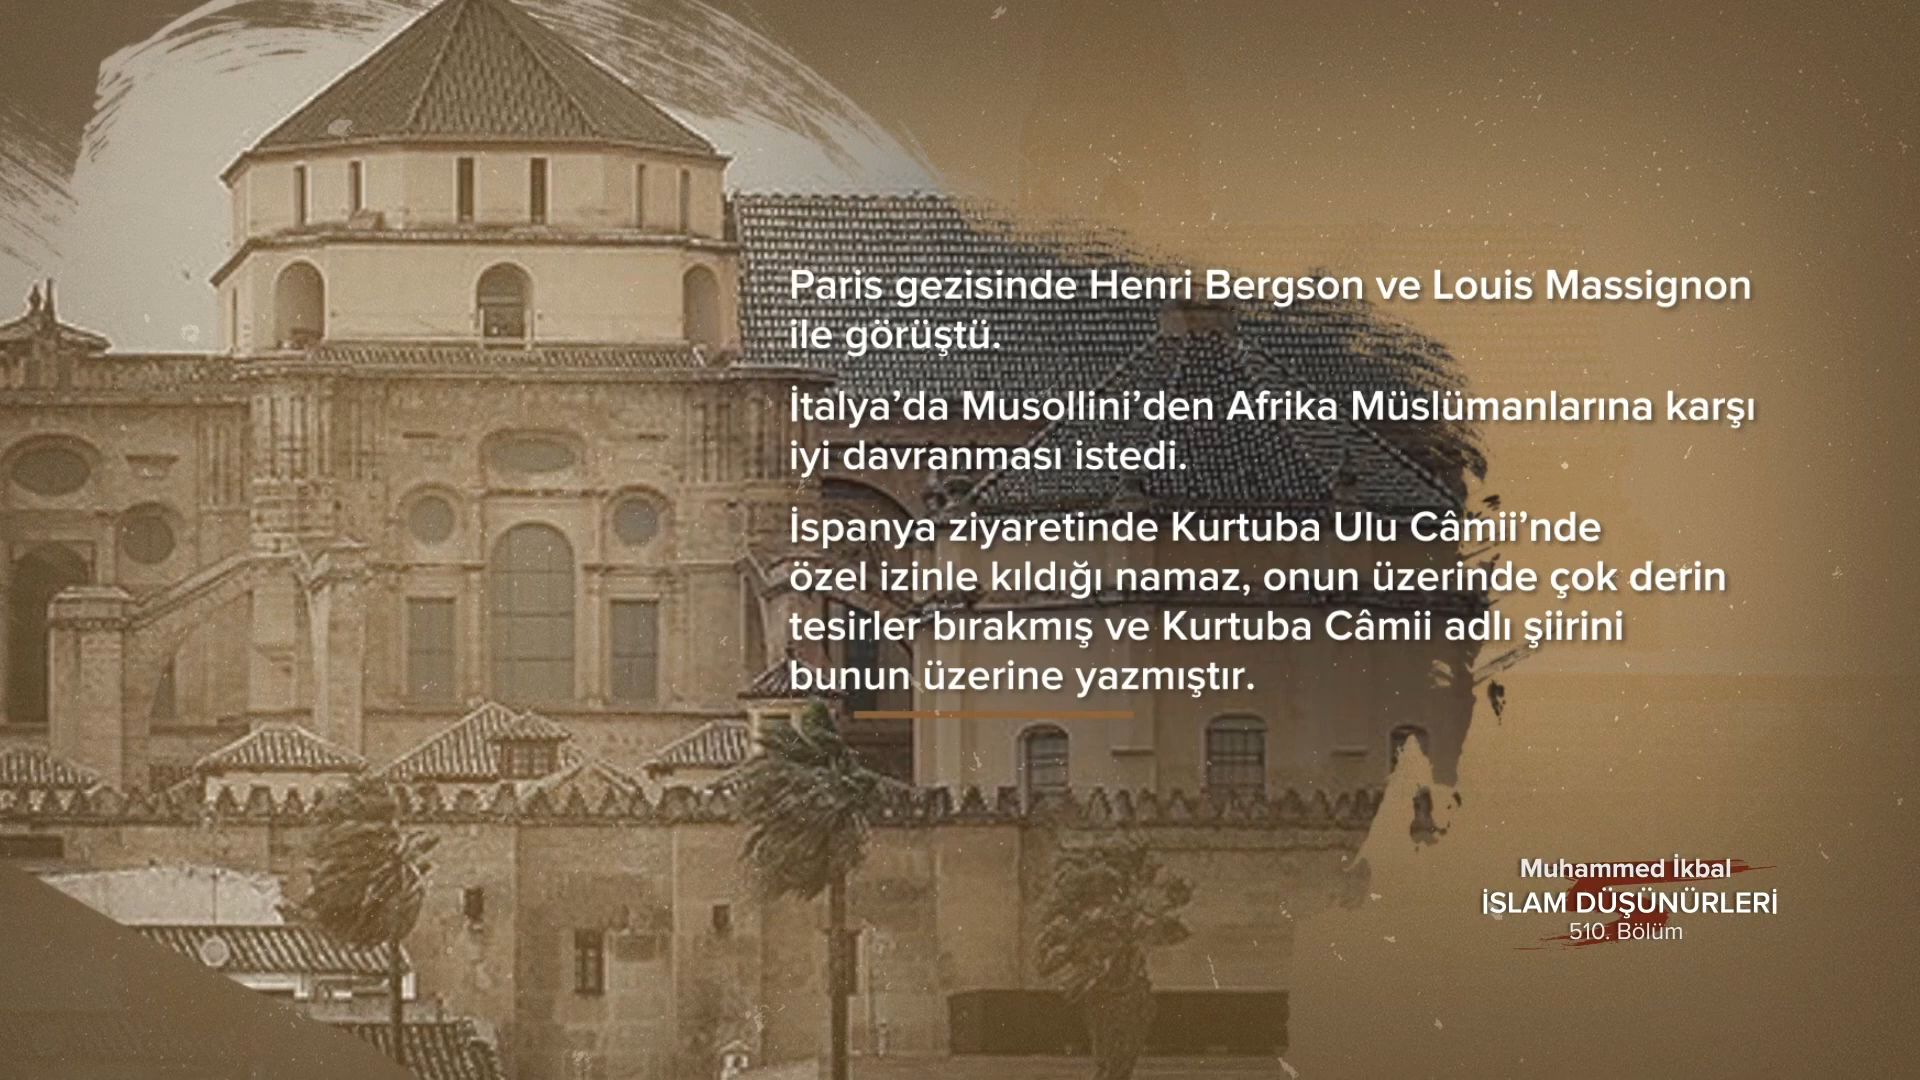 Paris gezisinde Henri Bergson ve Louis Massignon
ile görüştü.
İtalya’da Musollini’den Afrika Müslümanlarına karşı
iyi davranması istedi.
İspanya ziyaretinde Kurtuba Ulu Câmii’nde
özel izinle kıldığı namaz, onun üzerinde çok derin
tesirler bırakmış ve Kurtuba Câmii adlı şiirini
bunun üzerine yazmıştır.
Muhammed İkbal
İSLAM DÜŞÜNÜRLERİ
510. Bölüm